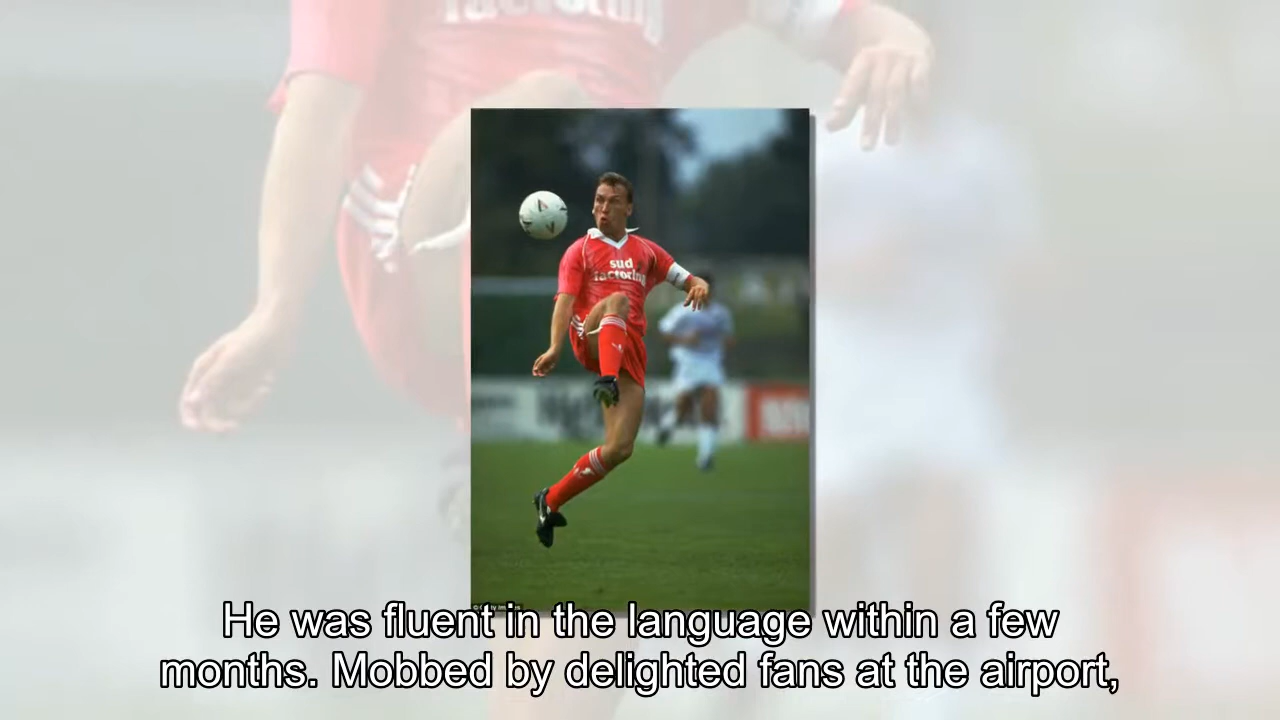 sud
factoring
He was fluent in the language within a few
months. Mobbed by delighted fans at the airport,